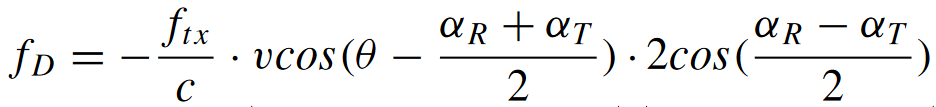 f_D = -\frac{f_{tx}}{c} \cdot vcos(\theta - \frac{\alpha_R + \alpha_T}{2}) \cdot 2cos(\frac{\alpha_R - \alpha_T}{2})